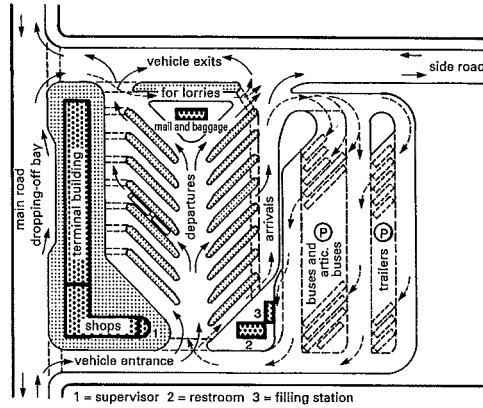 vehicle exits
side road
for lorries
mail and baggage
main road
dropping-off bay
terminal building
departures
arrivals
buses and
artic.
buses
P
trailers
P
shops
1
3
2
vehicle entrance
1 = supervisor 2 = restroom 3 = filling station